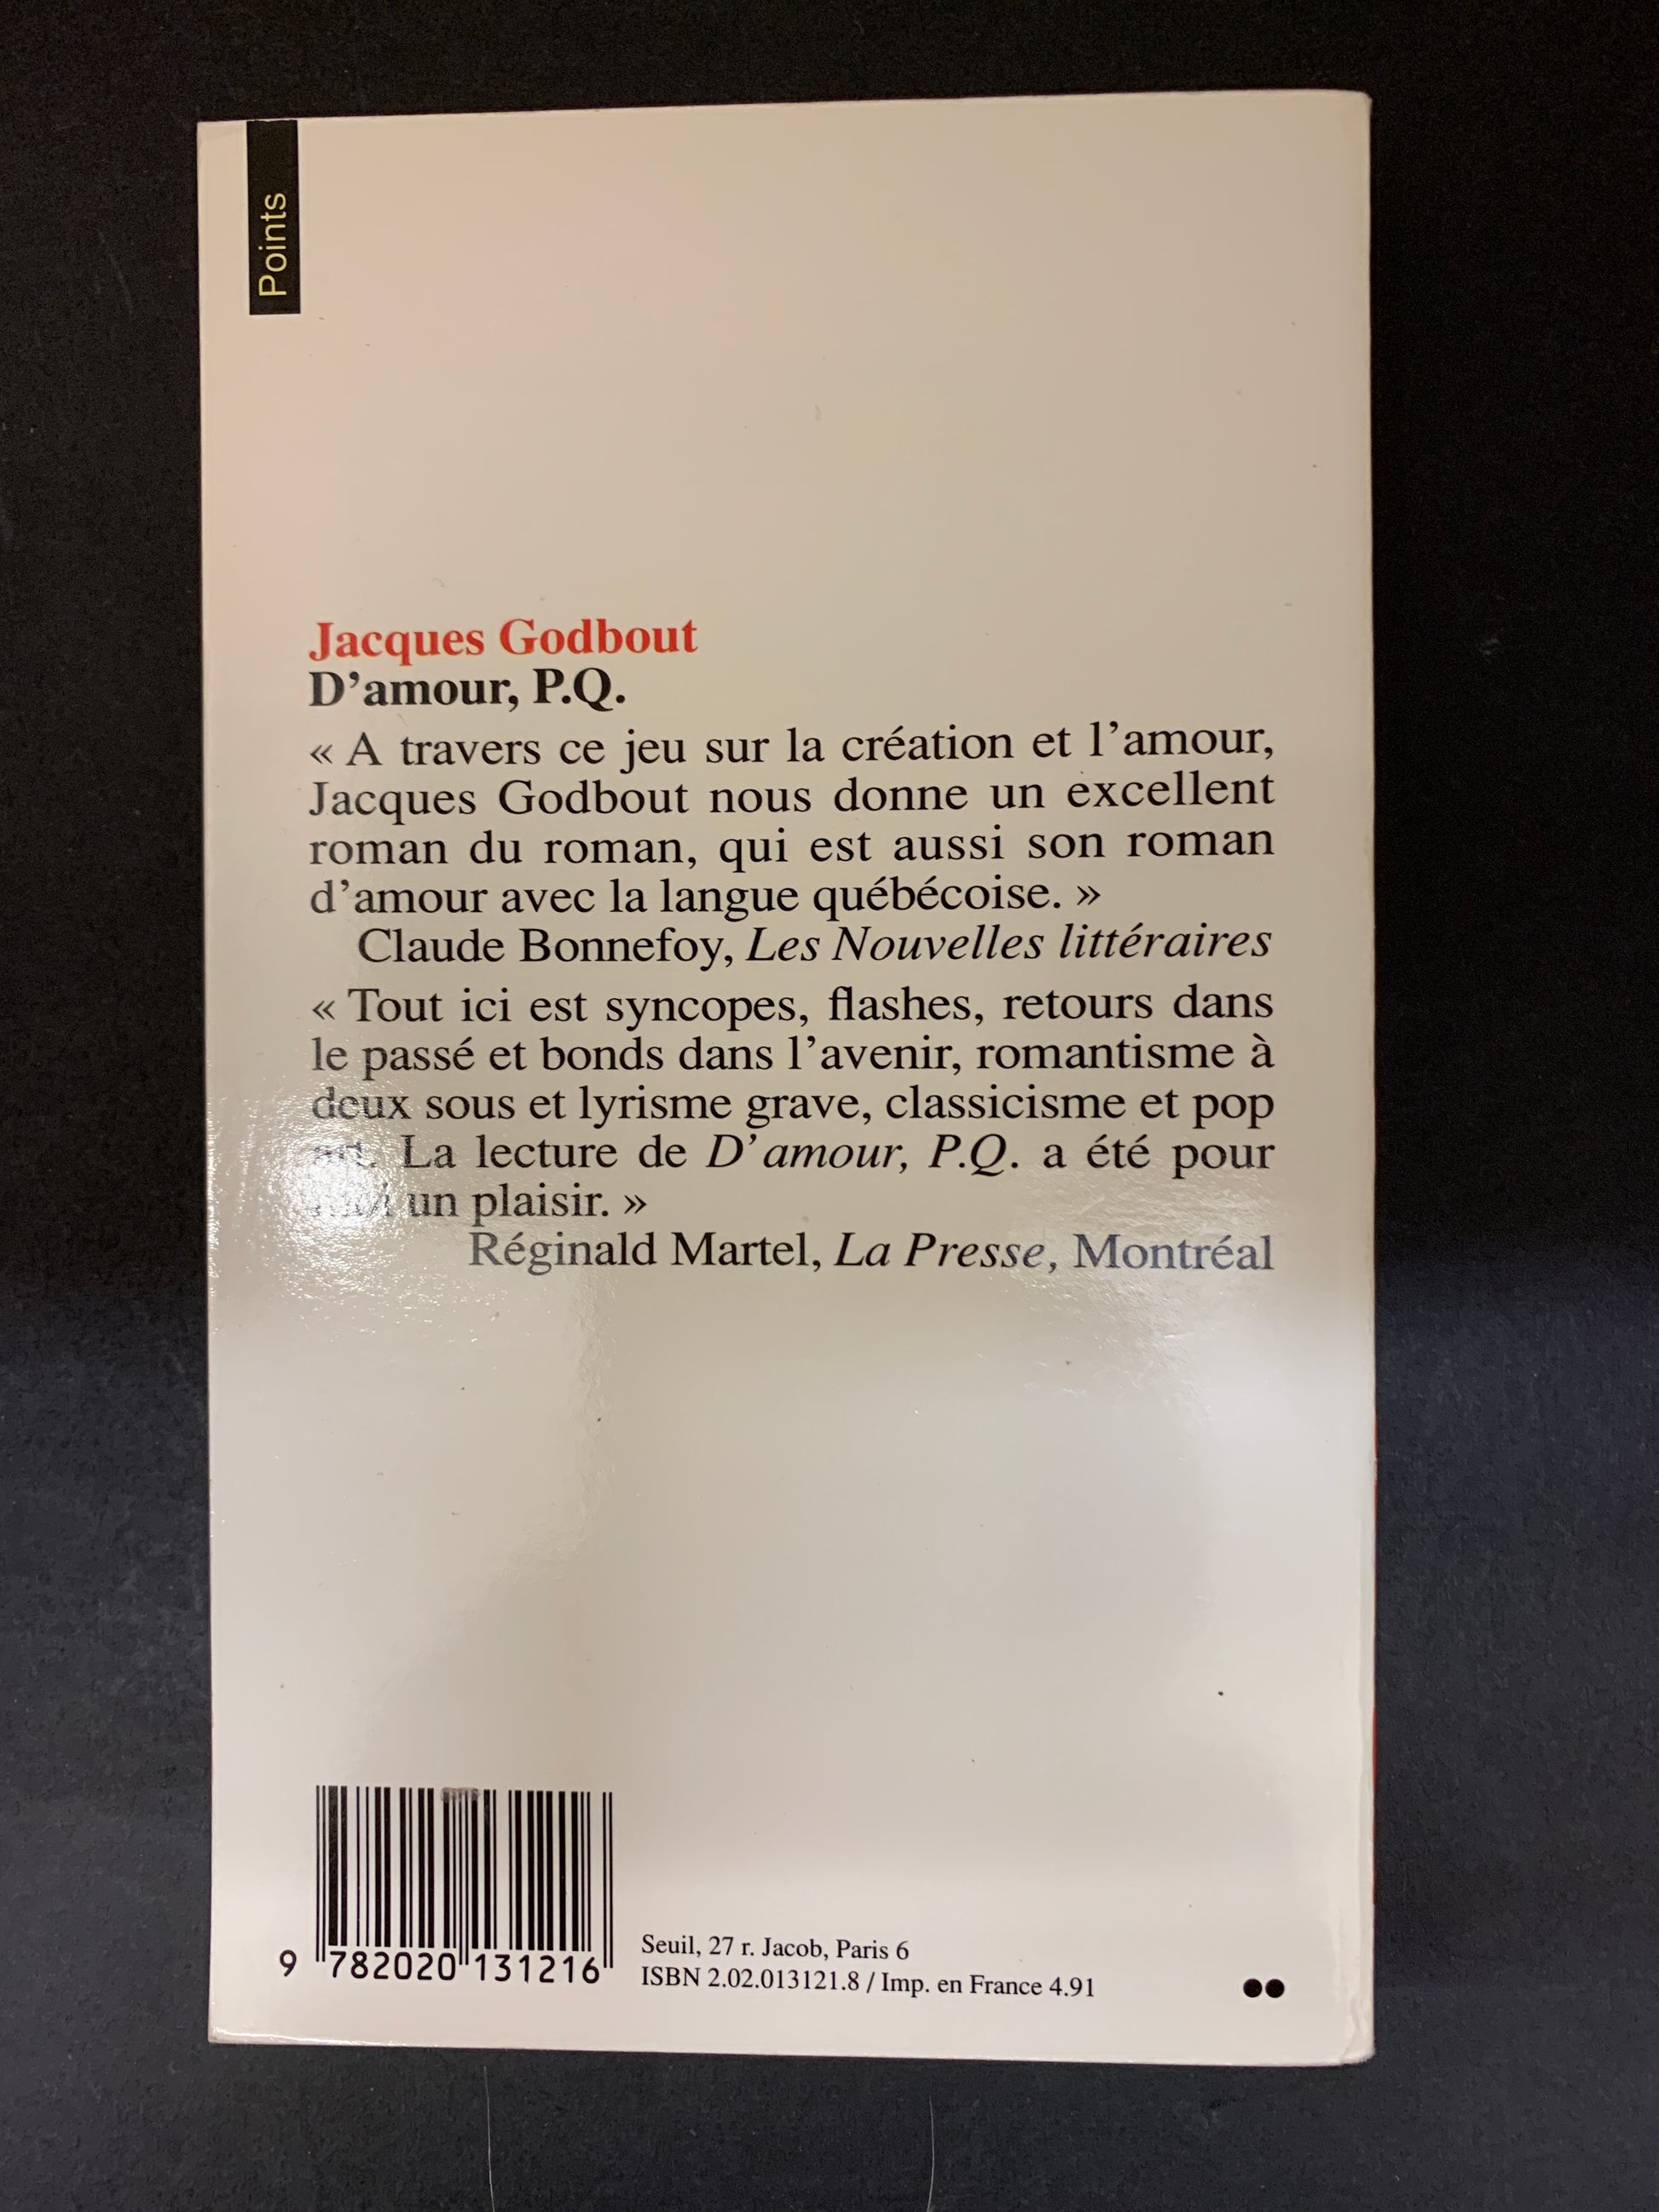 Points
Jacques Godbout
D'amour, P.Q.
« A travers ce jeu sur la création et l'amour,
Jacques Godbout nous donne un excellent
roman du roman, qui est aussi son roman
d'amour avec la langue québécoise. »
Claude Bonnefoy, Les Nouvelles littéraires
« Tout ici est syncopes, flashes, retours dans
le passé et bonds dans l'avenir, romantisme à
deux sous et lyrisme grave, classicisme et pop
art. La lecture de D'amour, P.Q. a été pour
moi un plaisir. »
Réginald Martel, La Presse, Montréal
9 782020 131216
Seuil, 27 r. Jacob, Paris 6
ISBN 2.02.013121.8 / Imp. en France 4.91